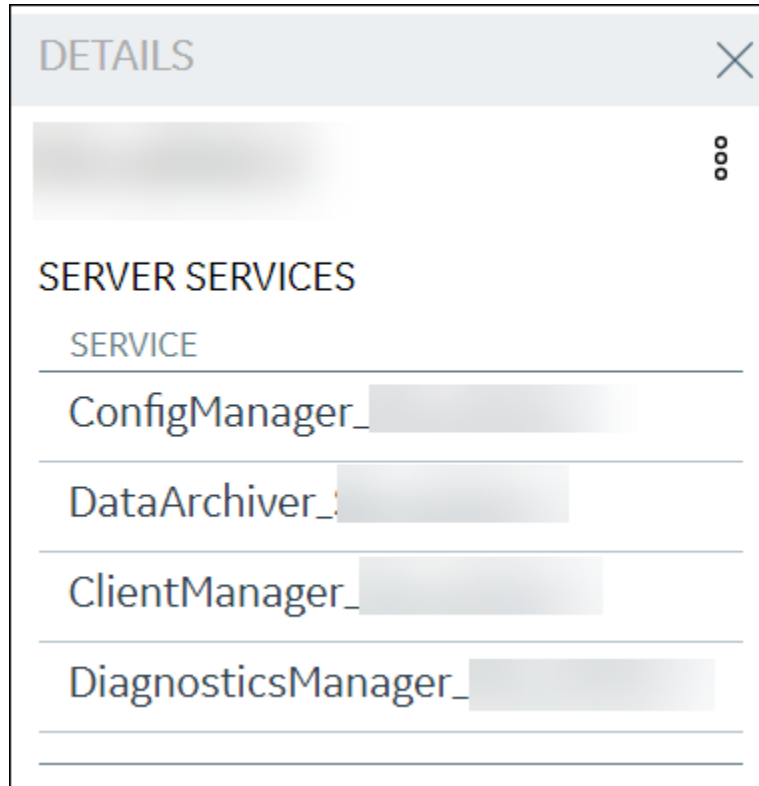 DETAILS
SERVER SERVICES
SERVICE
ConfigManager_
DataArchiver_
ClientManager_
DiagnosticsManager_